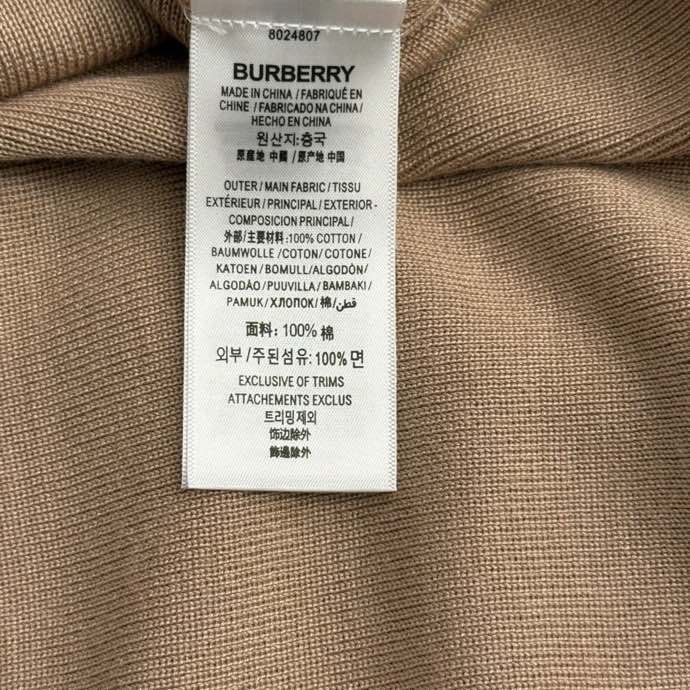 8024807
BURBERRY
MADE IN CHINA / FABRIQUÉ EN
CHINE / FABRICADO NA CHINA /
HECHO EN CHINA
원산지:중국
原産地 中國 / 原产地 中国
OUTER / MAIN FABRIC / TISSU
EXTÉRIEUR / PRINCIPAL / EXTERIOR -
COMPOSICION PRINCIPAL /
外部/主要材料:100% COTTON /
BAUMWOLLE / COTON / COTONE /
KATOEN / BOMULL/ALGODÓN/
ALGODÃO / PUUVILLA / BAMBAKI /
PAMUK / ХЛОПОК/ 棉/قطن/
面料: 100% 棉
외부 /주된섬유: 100% 면
EXCLUSIVE OF TRIMS
ATTACHEMENTS EXCLUS
트리밍제외
饰边除外
飾邊除外